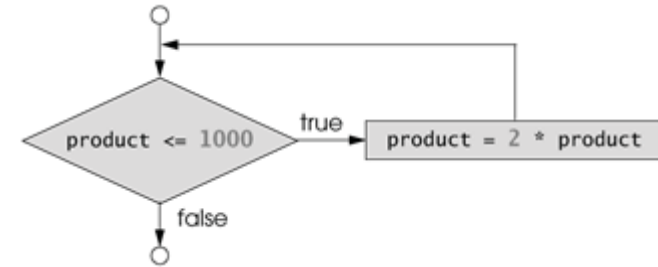 product <= 1000
true
product = 2 * product
false